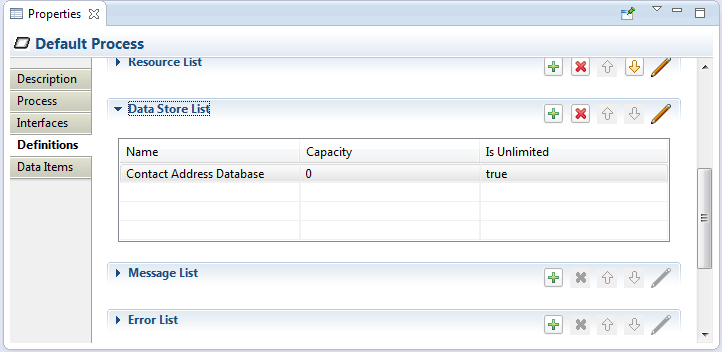 Properties
Default Process
Description
Process
Interfaces
Definitions
Data Items
Resource List
Data Store List
Name Capacity Is Unlimited
Contact Address Database 0 true
Message List
Error List